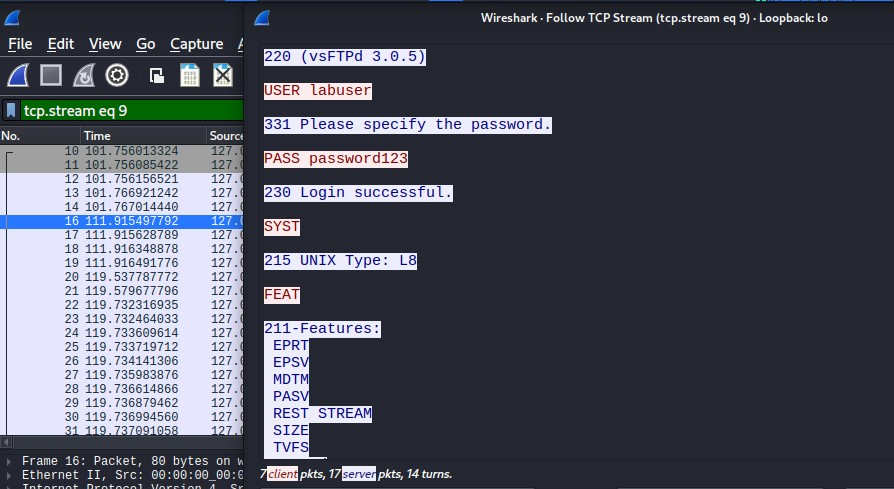 Wireshark · Follow TCP Stream (tcp.stream eq 9) · Loopback: lo
File Edit View Go Capture
tcp.stream eq 9
No. Time Source
10 101.756013324 127.0
11 101.756085422 127.0
12 101.756156521 127.0
13 101.766921242 127.0
14 101.767014440 127.0
16 111.915497792 127.0
17 111.915628789 127.0
18 111.916348878 127.0
19 111.916491776 127.0
20 119.537787772 127.0
21 119.579677796 127.0
22 119.732316935 127.0
23 119.732464033 127.0
24 119.733609614 127.0
25 119.733719712 127.0
26 119.734141306 127.0
27 119.735983876 127.0
28 119.736614866 127.0
29 119.736879462 127.0
30 119.736994560 127.0
31 119.737091058 127.0
Frame 16: Packet, 80 bytes on w
Ethernet II, Src: 00:00:00_00:0
Internet Protocol Version 4, Sr
220 (vsFTPd 3.0.5)
USER labuser
331 Please specify the password.
PASS password123
230 Login successful.
SYST
215 UNIX Type: L8
FEAT
211-Features:
EPRT
EPSV
MDTM
PASV
REST STREAM
SIZE
TVFS
7 client pkts, 17 server pkts, 14 turns.